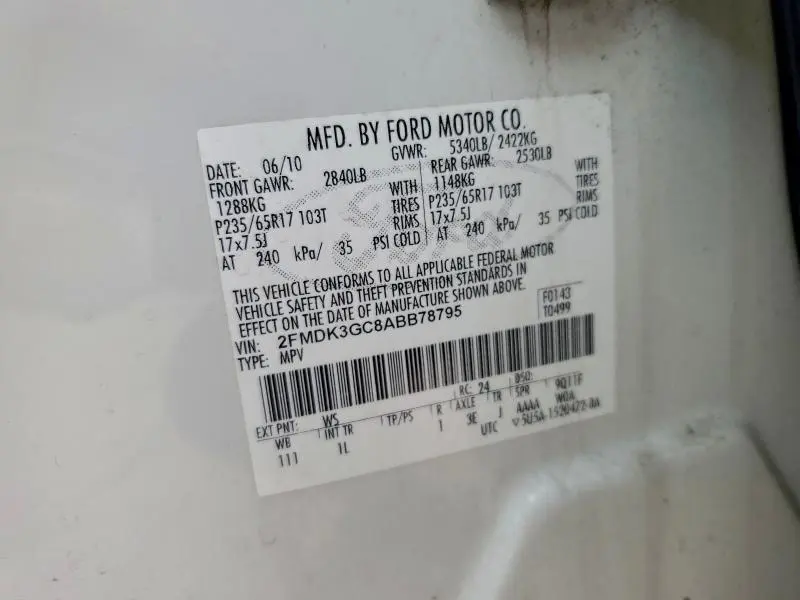 MFD. BY FORD MOTOR CO.
DATE: 06/10 GVWR: 5340LB/ 2422KG
FRONT GAWR: 2840LB REAR GAWR: 2530LB
1288KG WITH 1148KG WITH
P235/65R17 103T TIRES P235/65R17 103T TIRES
17x7.5J RIMS 17x7.5J RIMS
AT 240 kPa/ 35 PSI COLD AT 240 kPa/ 35 PSI COLD
THIS VEHICLE CONFORMS TO ALL APPLICABLE FEDERAL MOTOR
VEHICLE SAFETY AND THEFT PREVENTION STANDARDS IN
EFFECT ON THE DATE OF MANUFACTURE SHOWN ABOVE.
VIN: 2FMDK3GC8ABB78795 F0143
TYPE: MPV T0499
EXT PNT: WS RC: 24 DSO:
WB INT TR TP/PS R AXLE TR SPR 9Q11F
111 1L 1 3E J AAAA WOA
UTC